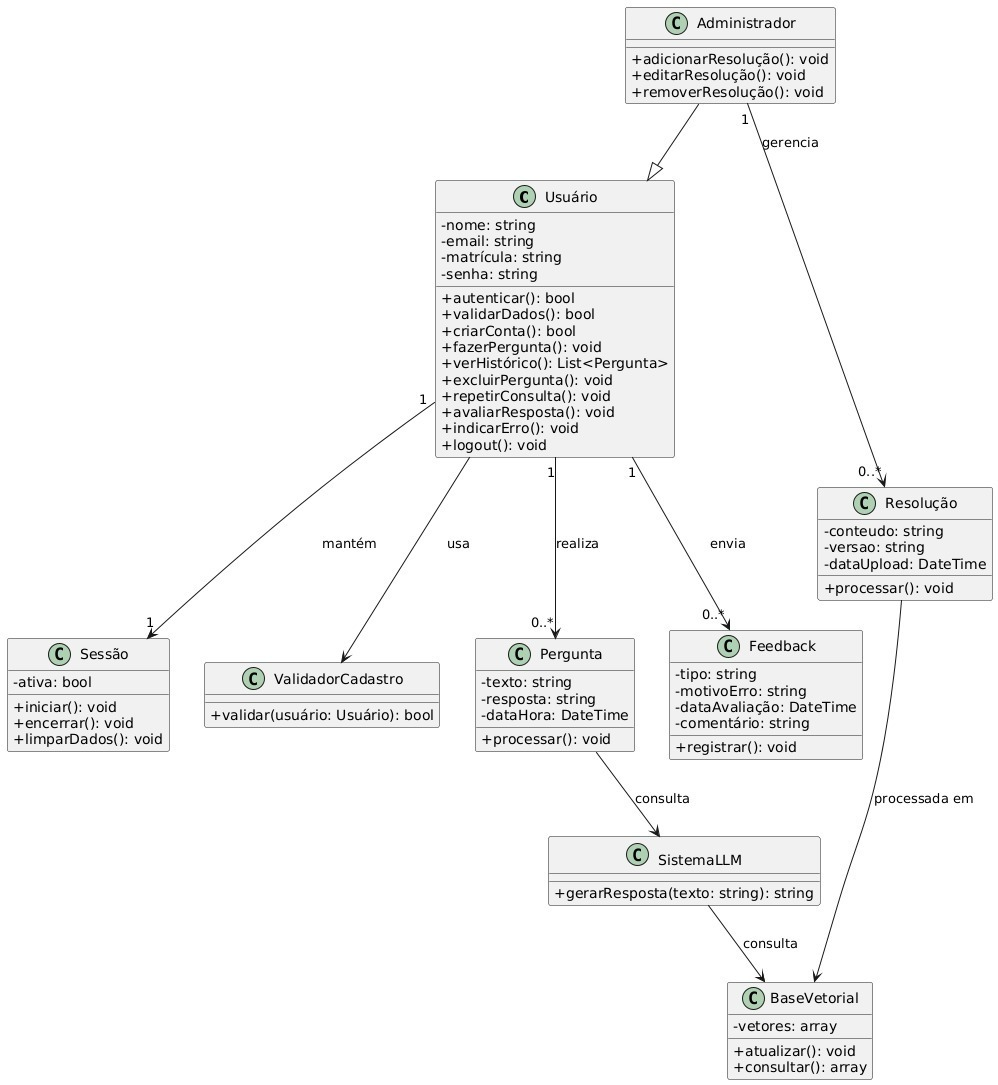 C Administrador
+adicionarResolução(): void
+editarResolução(): void
+removerResolução(): void
1
gerencia
C Usuário
-nome: string
-email: string
-matrícula: string
-senha: string
+autenticar(): bool
+validarDados(): bool
+criarConta(): bool
+fazerPergunta(): void
+verHistórico(): List<Pergunta>
+excluirPergunta(): void
+repetirConsulta(): void
+avaliarResposta(): void
+indicarErro(): void
+logout(): void
1
1
1
0..*
mantém
usa
realiza
envia
C Resolução
-conteudo: string
-versao: string
-dataUpload: DateTime
+processar(): void
1
0..*
0..*
C Sessão
-ativa: bool
+iniciar(): void
+encerrar(): void
+limparDados(): void
C ValidadorCadastro
+validar(usuário: Usuário): bool
C Pergunta
-texto: string
-resposta: string
-dataHora: DateTime
+processar(): void
C Feedback
-tipo: string
-motivoErro: string
-dataAvaliação: DateTime
-comentário: string
+registrar(): void
consulta
processada em
C SistemaLLM
+gerarResposta(texto: string): string
consulta
C BaseVetorial
-vetores: array
+atualizar(): void
+consultar(): array